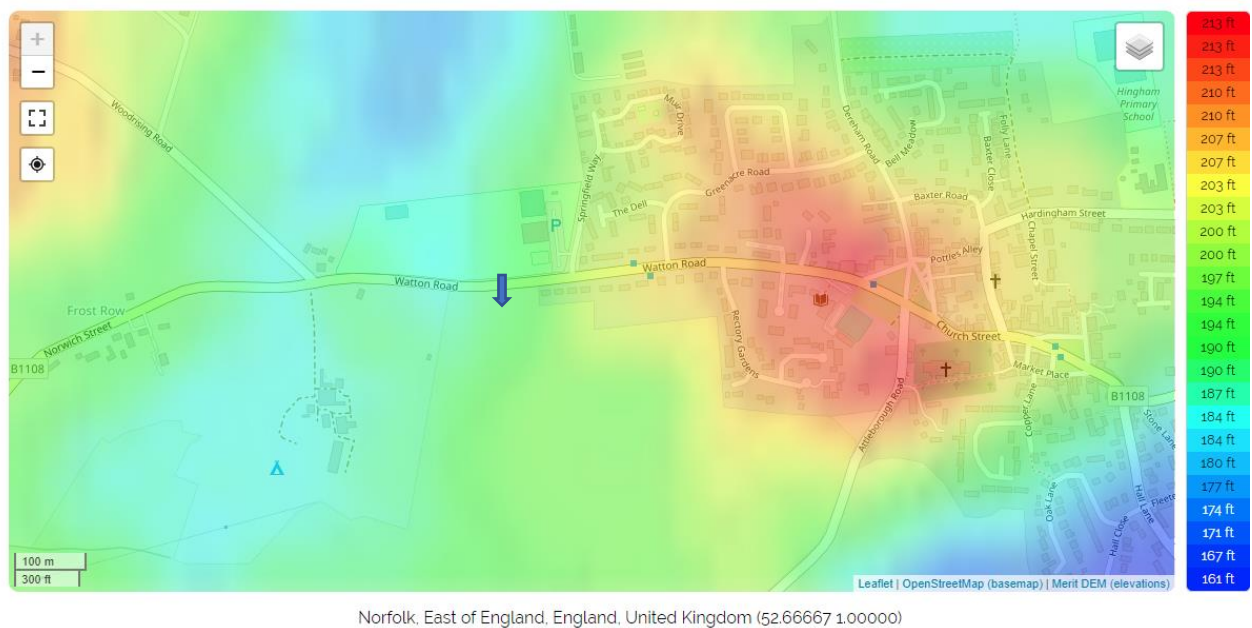 +
−
Woodrising Road
Frost Row
Norwich Street
B1108
Watton Road
Springfield Way
Muir Drive
The Dell
P
Greenacre Road
Watton Road
Rectory Gardens
Dereham Road
Bell Meadow
Folly Lane
Baxter Close
Baxter Road
Hingham
Primary
School
Hardingham Street
Chapel Street
Potties Alley
Church Street
Market Place
Attleborough Road
Copper Lane
B1108
Stone Lane
Oak Lane
Hall Lane
Hall Close
Fleete
100 m
300 ft
Leaflet | OpenStreetMap (basemap) | Merit DEM (elevations)
213 ft
213 ft
213 ft
210 ft
210 ft
207 ft
207 ft
203 ft
203 ft
200 ft
200 ft
197 ft
194 ft
194 ft
190 ft
190 ft
187 ft
184 ft
184 ft
180 ft
177 ft
174 ft
171 ft
167 ft
161 ft
Norfolk, East of England, England, United Kingdom (52.66667 1.00000)